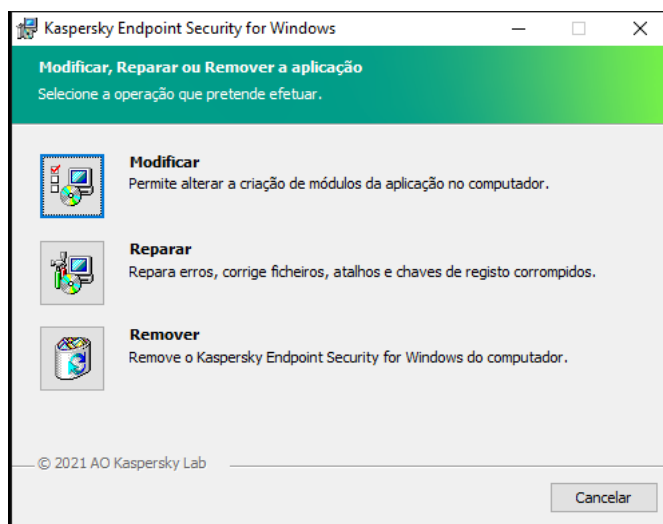 Kaspersky Endpoint Security for Windows
Modificar, Reparar ou Remover a aplicação
Selecione a operação que pretende efetuar.
Modificar
Permite alterar a criação de módulos da aplicação no computador.
Reparar
Repara erros, corrige ficheiros, atalhos e chaves de registo corrompidos.
Remover
Remove o Kaspersky Endpoint Security for Windows do computador.
© 2021 AO Kaspersky Lab
Cancelar